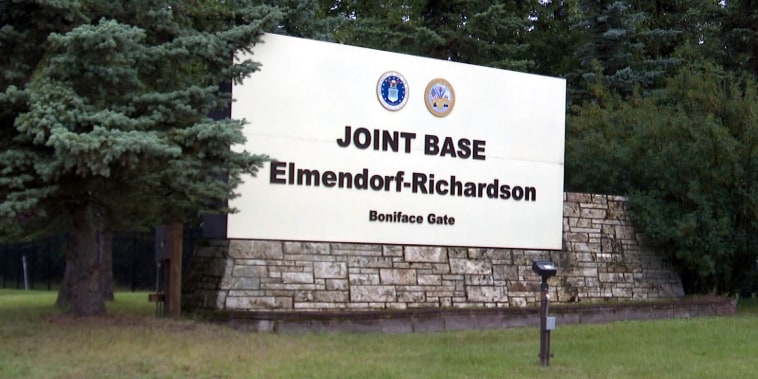 JOINT BASE
Elmendorf-Richardson
Boniface Gate